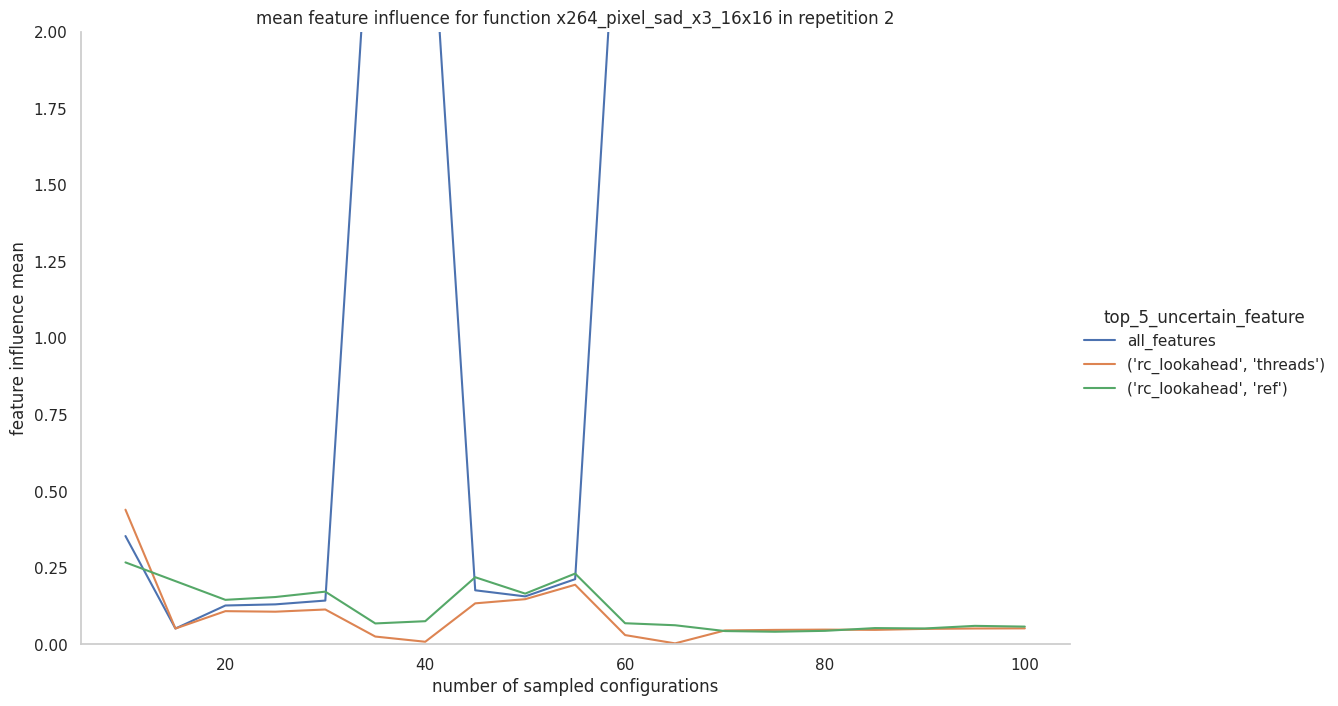 mean feature influence for function x264_pixel_sad_x3_16x16 in repetition 2
2.00
1.75
1.50
1.25
1.00
0.75
0.50
0.25
0.00
feature influence mean
20
40
60
80
100
number of sampled configurations
top_5_uncertain_feature
all_features
('rc_lookahead', 'threads')
('rc_lookahead', 'ref')